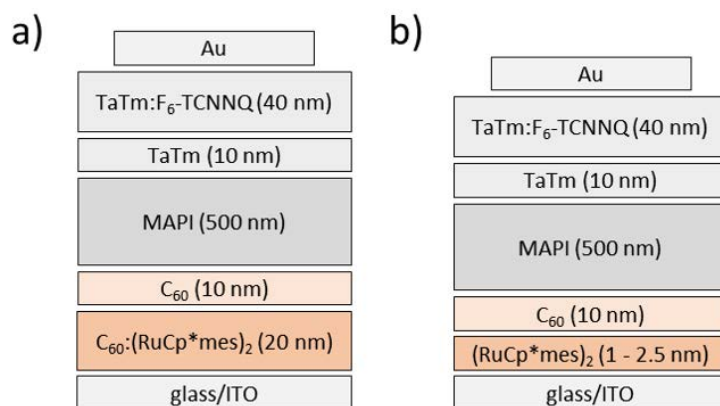 a)
Au
TaTm:F₆-TCNNQ (40 nm)
TaTm (10 nm)
MAPI (500 nm)
C₆₀ (10 nm)
C₆₀:(RuCp*mes)₂ (20 nm)
glass/ITO
b)
Au
TaTm:F₆-TCNNQ (40 nm)
TaTm (10 nm)
MAPI (500 nm)
C₆₀ (10 nm)
(RuCp*mes)₂ (1 - 2.5 nm)
glass/ITO